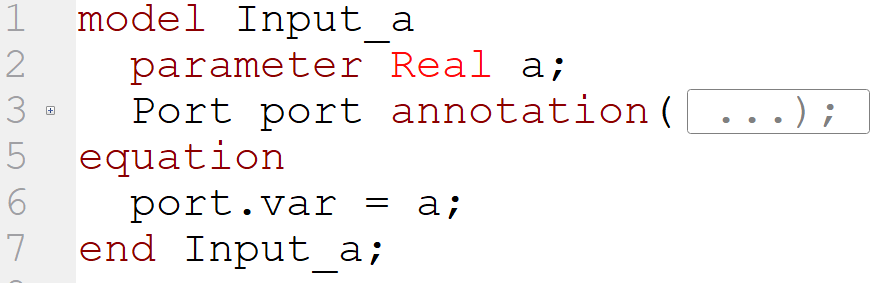 1 model Input_a
2 parameter Real a;
3 Port port annotation( ...);
5 equation
6 port.var = a;
7 end Input_a;